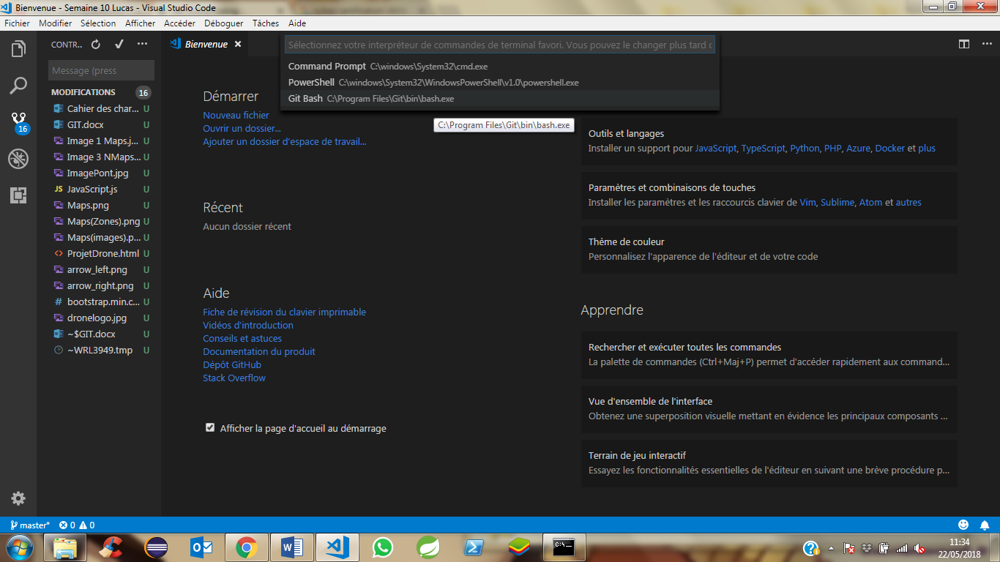 Bienvenue - Semaine 10 Lucas - Visual Studio Code
Fichier Modifier Sélection Afficher Accéder Déboguer Tâches Aide
CONTR..
Message (press
MODIFICATIONS 16
Cahier des char... U
GIT.docx U
Image 1 Maps.j... U
Image 3 NMaps... U
ImagePont.jpg U
JS JavaScript.js U
Maps.png U
Maps(Zones).png U
Maps(images).p... U
<> ProjetDrone.html U
arrow_left.png U
arrow_right.png U
# bootstrap.min.c... U
dronelogo.jpg U
~$GIT.docx U
~WRL3949.tmp U
16
Bienvenue
Sélectionnez votre interpréteur de commandes de terminal favori. Vous pouvez le changer plus tard c
Command Prompt C:\windows\System32\cmd.exe
PowerShell C:\windows\System32\WindowsPowerShell\v1.0\powershell.exe
Git Bash C:\Program Files\Git\bin\bash.exe
C:\Program Files\Git\bin\bash.exe
Démarrer
Nouveau fichier
Ouvrir un dossier...
Ajouter un dossier d'espace de travail...
Récent
Aucun dossier récent
Aide
Fiche de révision du clavier imprimable
Vidéos d'introduction
Conseils et astuces
Documentation du produit
Dépôt GitHub
Stack Overflow
Afficher la page d'accueil au démarrage
Outils et langages
Installer un support pour JavaScript, TypeScript, Python, PHP, Azure, Docker et plus
Paramètres et combinaisons de touches
Installer les paramètres et les raccourcis clavier de Vim, Sublime, Atom et autres
Thème de couleur
Personnalisez l'apparence de l'éditeur et de votre code
Apprendre
Rechercher et exécuter toutes les commandes
La palette de commandes (Ctrl+Maj+P) permet d'accéder rapidement aux command...
Vue d'ensemble de l'interface
Obtenez une superposition visuelle mettant en évidence les principaux composants ...
Terrain de jeu interactif
Essayez les fonctionnalités essentielles de l'éditeur en suivant une brève procédure p...
master* 0 0
11:34
22/05/2018